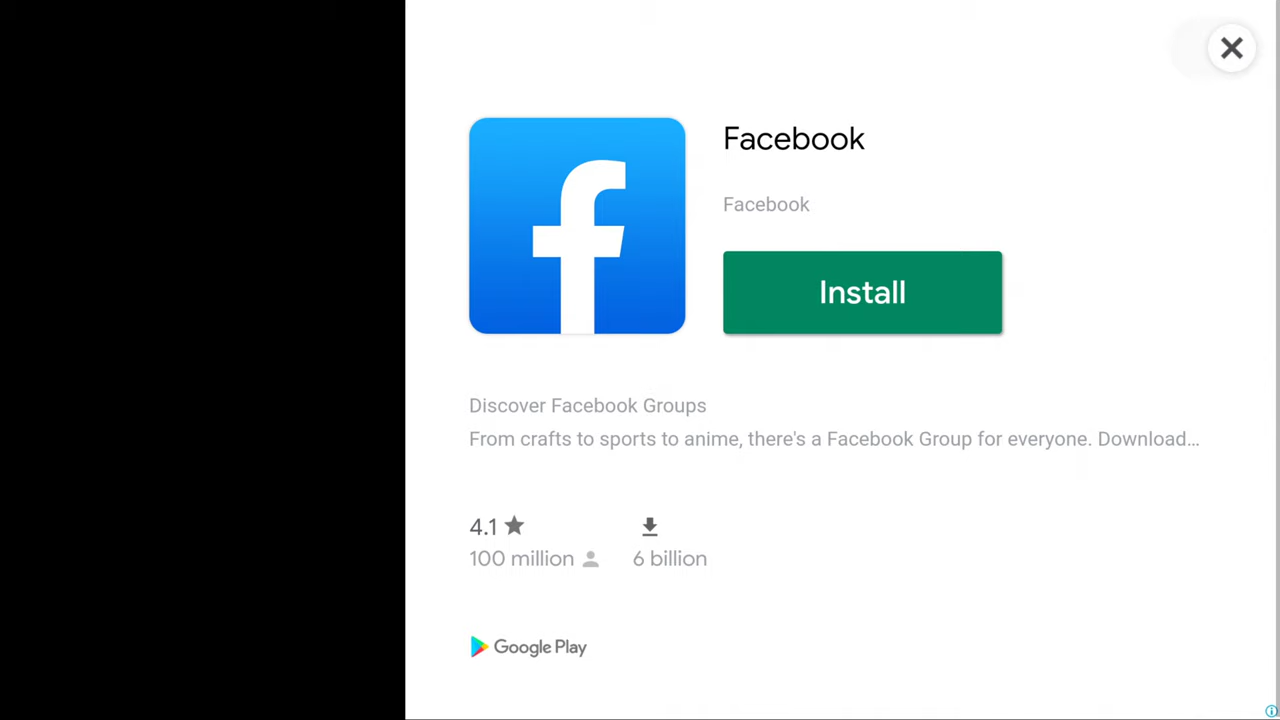 Facebook
Facebook
Install
Discover Facebook Groups
From crafts to sports to anime, there's a Facebook Group for everyone. Download...
4.1
100 million
6 billion
Google Play